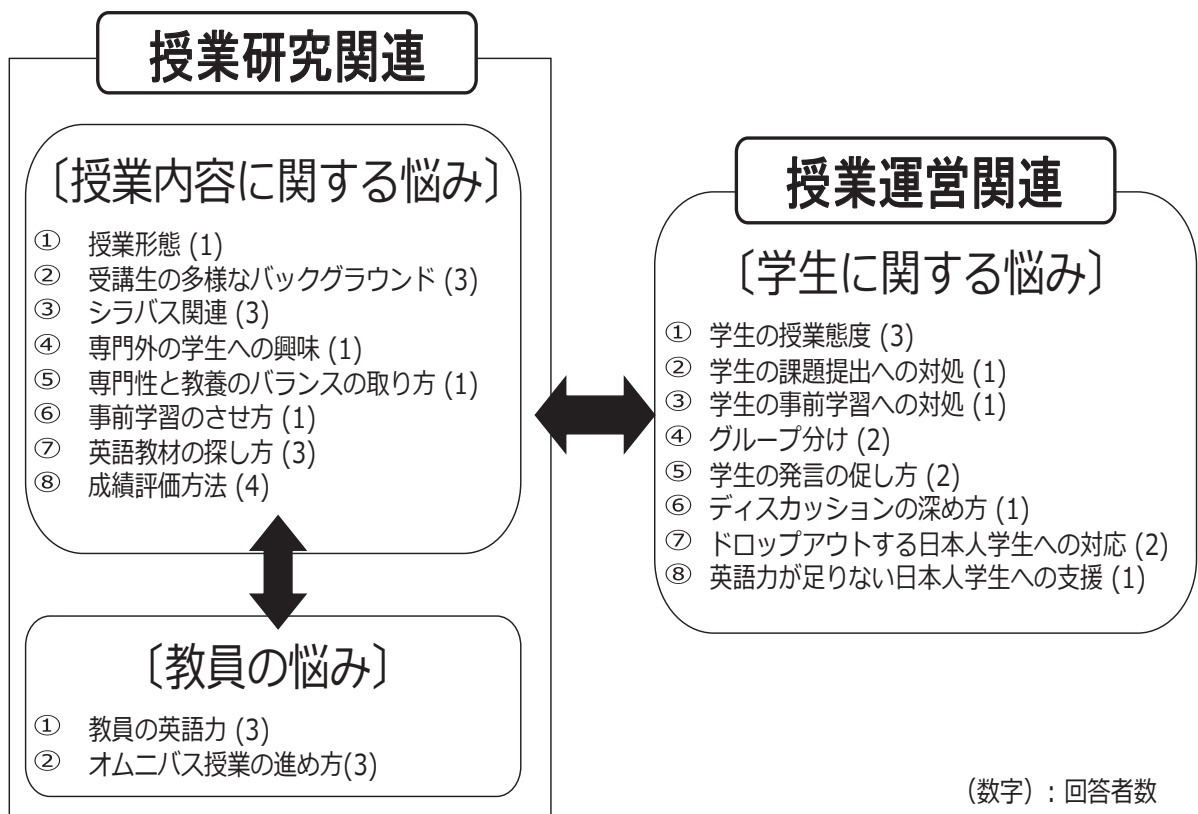 授業研究関連
〔授業内容に関する悩み〕
① 授業形態 (1)
② 受講生の多様なバックグラウンド (3)
③ シラバス関連 (3)
④ 専門外の学生への興味 (1)
⑤ 専門性と教養のバランスの取り方 (1)
⑥ 事前学習のさせ方 (1)
⑦ 英語教材の探し方 (3)
⑧ 成績評価方法 (4)
〔教員の悩み〕
① 教員の英語力 (3)
② オムニバス授業の進め方(3)
授業運営関連
〔学生に関する悩み〕
① 学生の授業態度 (3)
② 学生の課題提出への対処 (1)
③ 学生の事前学習への対処 (1)
④ グループ分け (2)
⑤ 学生の発言の促し方 (2)
⑥ ディスカッションの深め方 (1)
⑦ ドロップアウトする日本人学生への対応 (2)
⑧ 英語力が足りない日本人学生への支援 (1)
（数字）：回答者数